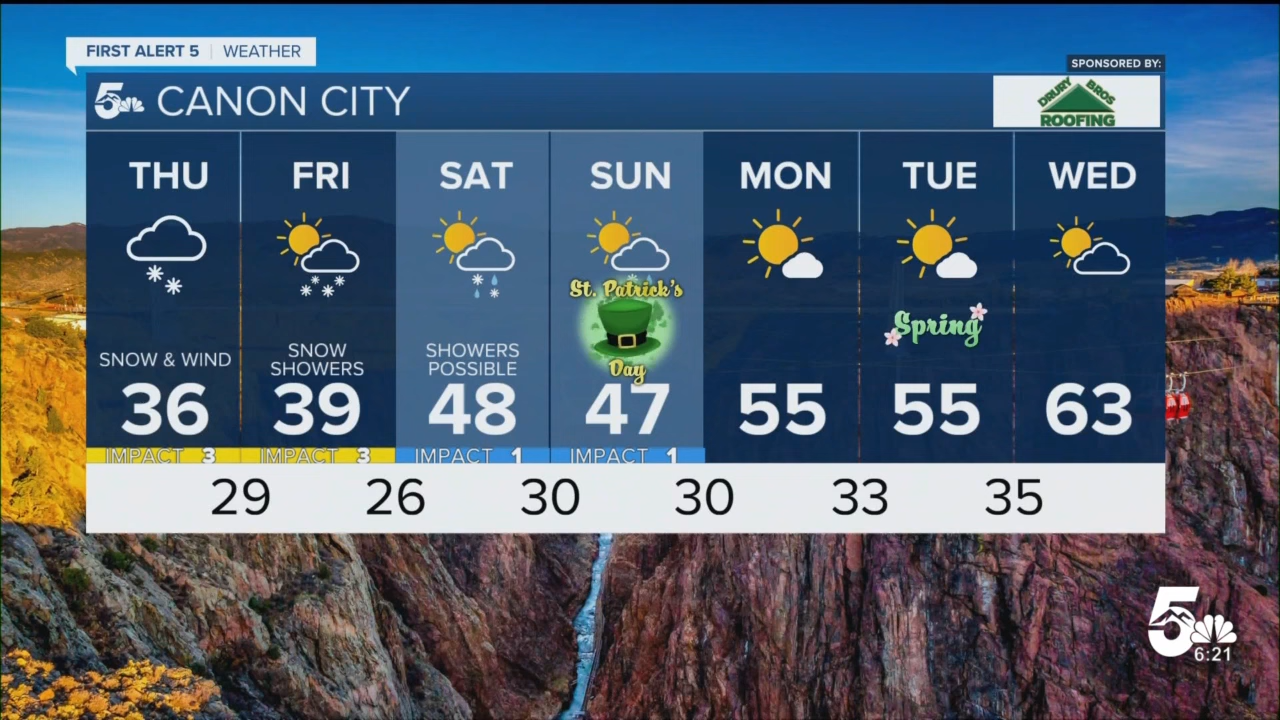 FIRST ALERT 5 | WEATHER
SPONSORED BY:
5 CANON CITY
DRURY BROS
ROOFING
THU FRI SAT SUN MON TUE WED
St. Patrick's
Day
Spring
SNOW & WIND
SNOW
SHOWERS
SHOWERS
POSSIBLE
36 39 48 47 55 55 63
IMPACT 3 IMPACT 3 IMPACT 1 IMPACT 1
29 26 30 30 33 35
5
6:21